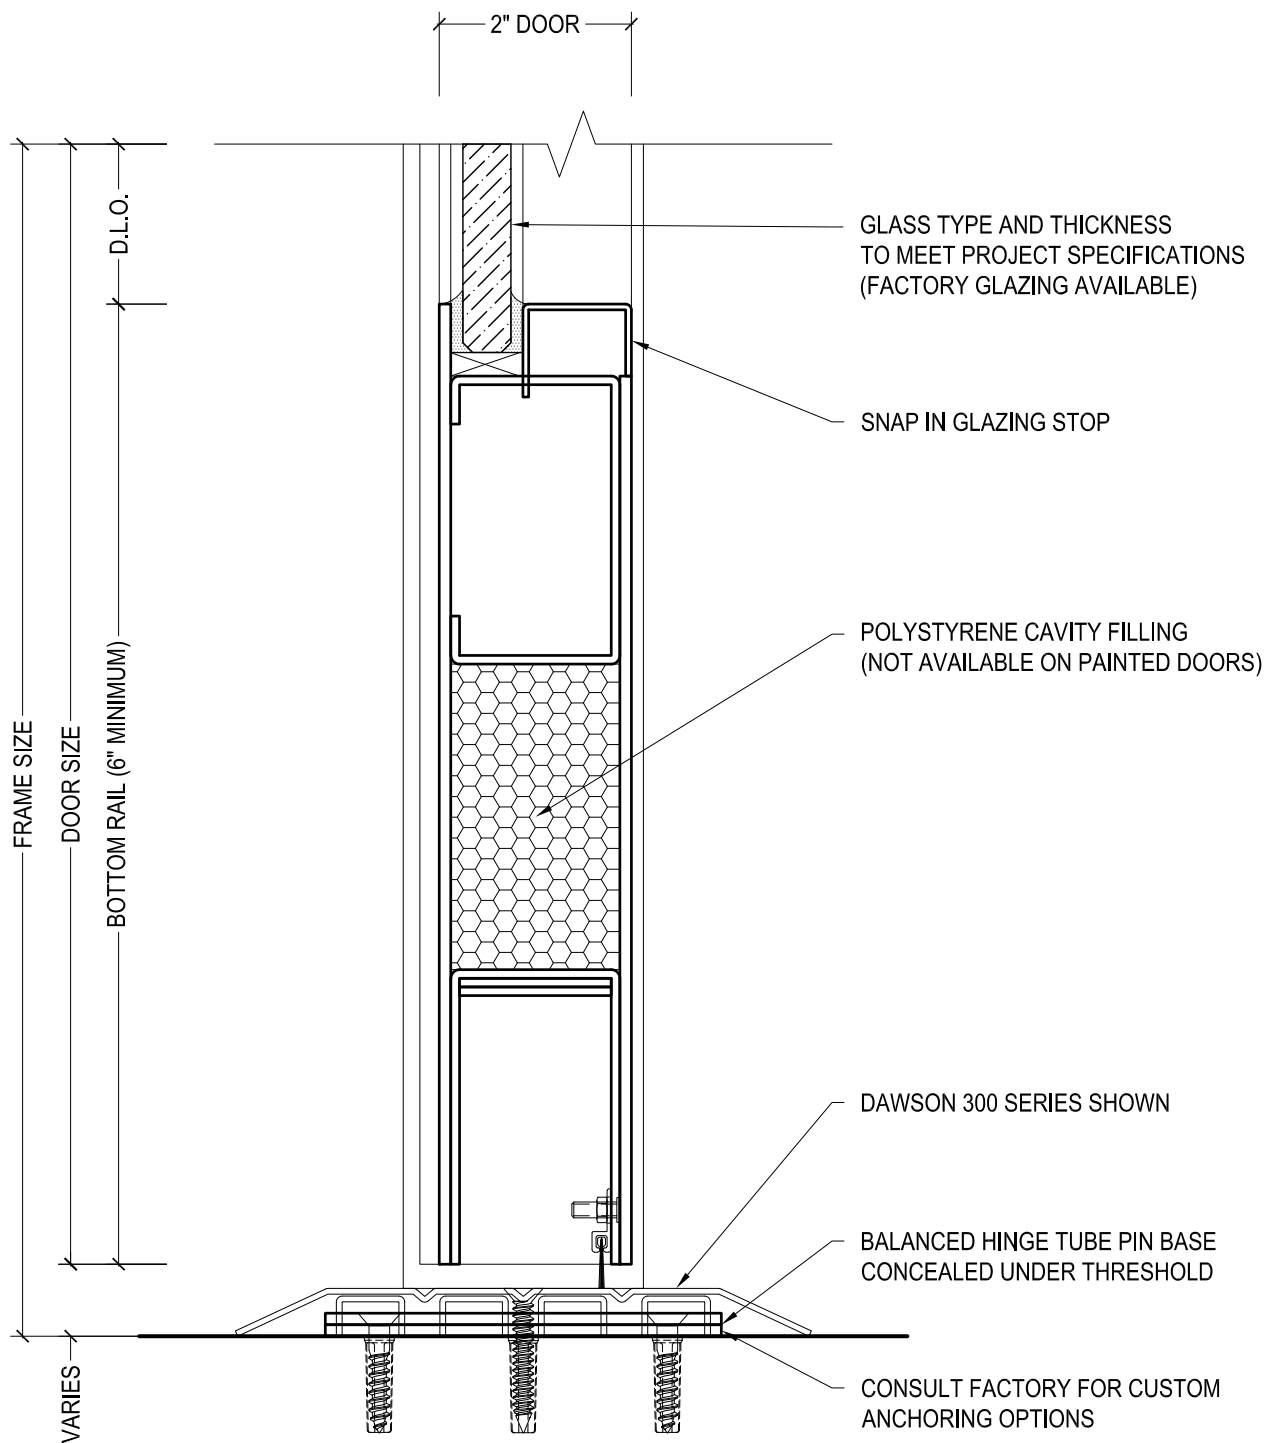 2" DOOR
D.L.O.
GLASS TYPE AND THICKNESS
TO MEET PROJECT SPECIFICATIONS
(FACTORY GLAZING AVAILABLE)
SNAP IN GLAZING STOP
POLYSTYRENE CAVITY FILLING
(NOT AVAILABLE ON PAINTED DOORS)
FRAME SIZE
DOOR SIZE
BOTTOM RAIL (6" MINIMUM)
DAWSON 300 SERIES SHOWN
BALANCED HINGE TUBE PIN BASE
CONCEALED UNDER THRESHOLD
VARIES
CONSULT FACTORY FOR CUSTOM
ANCHORING OPTIONS